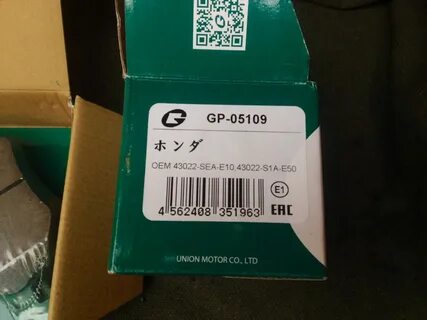 G
GP-05109
ホンダ
OEM 43022-SEA-E10,43022-S1A-E50
E1
EAC
4 562408 351963
UNION MOTOR CO., LTD